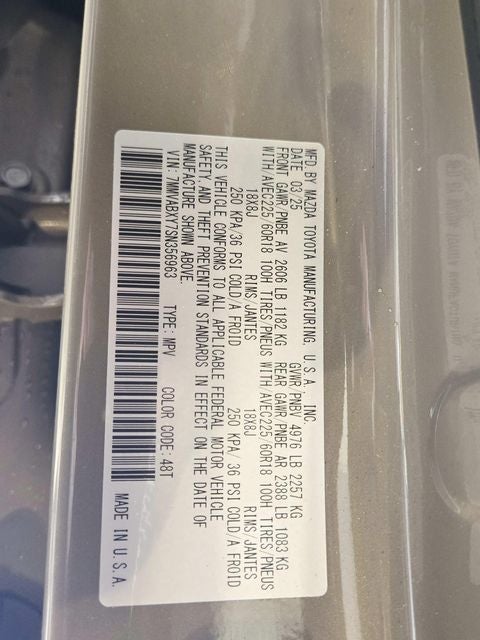 MFD. BY MAZDA TOYOTA MANUFACTURING, U.S.A., INC.
DATE 03/25 GVWR/PNBV 4976 LB 2257 KG
FRONT GAWR/PNBE AV 2606 LB 1182 KG REAR GAWR/PNBE AR 2388 LB 1083 KG
WITH/AVEC225/60R18 100H TIRES/PNEUS WITH AVEC225/60R18 100H TIRES/PNEUS
18X8J RIMS/JANTES 18X8J RIMS/JANTES
250 KPA/36 PSI COLD/A FROID 250 KPA/ 36 PSI COLD/A FROID
THIS VEHICLE CONFORMS TO ALL APPLICABLE FEDERAL MOTOR VEHICLE
SAFETY, AND THEFT PREVENTION STANDARDS IN EFFECT ON THE DATE OF
MANUFACTURE SHOWN ABOVE.
VIN: 7MMVABXY7SN356963 TYPE: MPV COLOR CODE: 48T
MADE IN U.S.A.